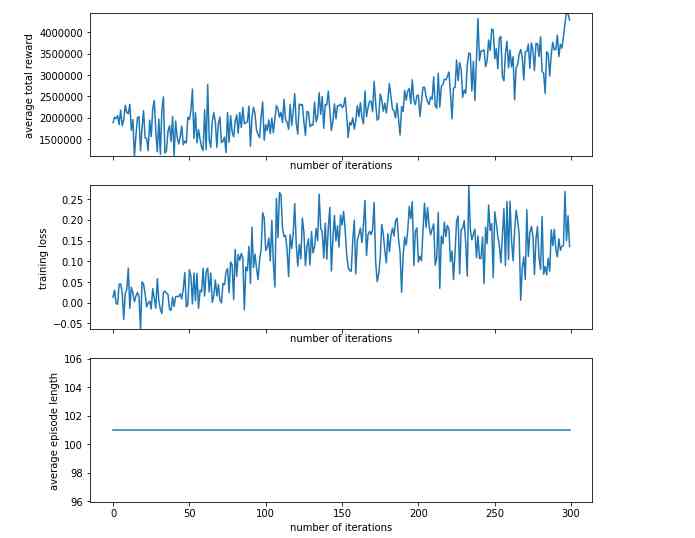 4000000
3500000
3000000
2500000
2000000
1500000
average total reward
number of iterations
0.25
0.20
0.15
0.10
0.05
0.00
−0.05
training loss
number of iterations
106
104
102
100
98
96
average episode length
0 50 100 150 200 250 300
number of iterations